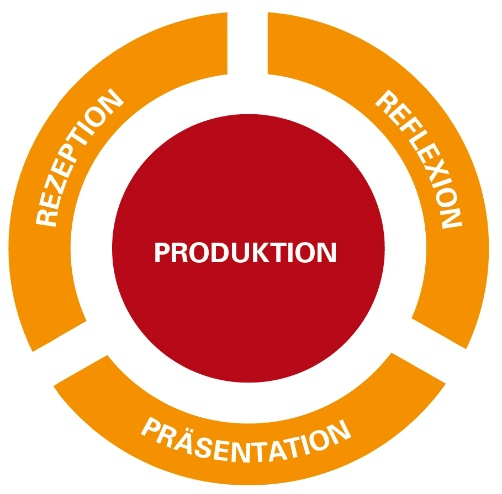 REZEPTION
REFLEXION
PRODUKTION
PRÄSENTATION